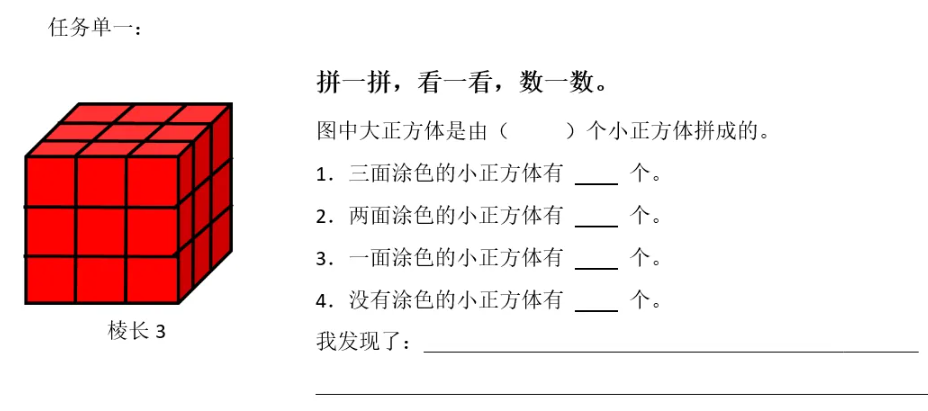 任务单一：
拼一拼，看一看，数一数。
图中大正方体是由（      ）个小正方体拼成的。
1．三面涂色的小正方体有 ____ 个。
2．两面涂色的小正方体有 ____ 个。
3．一面涂色的小正方体有 ____ 个。
4．没有涂色的小正方体有 ____ 个。
棱长 3
我发现了：